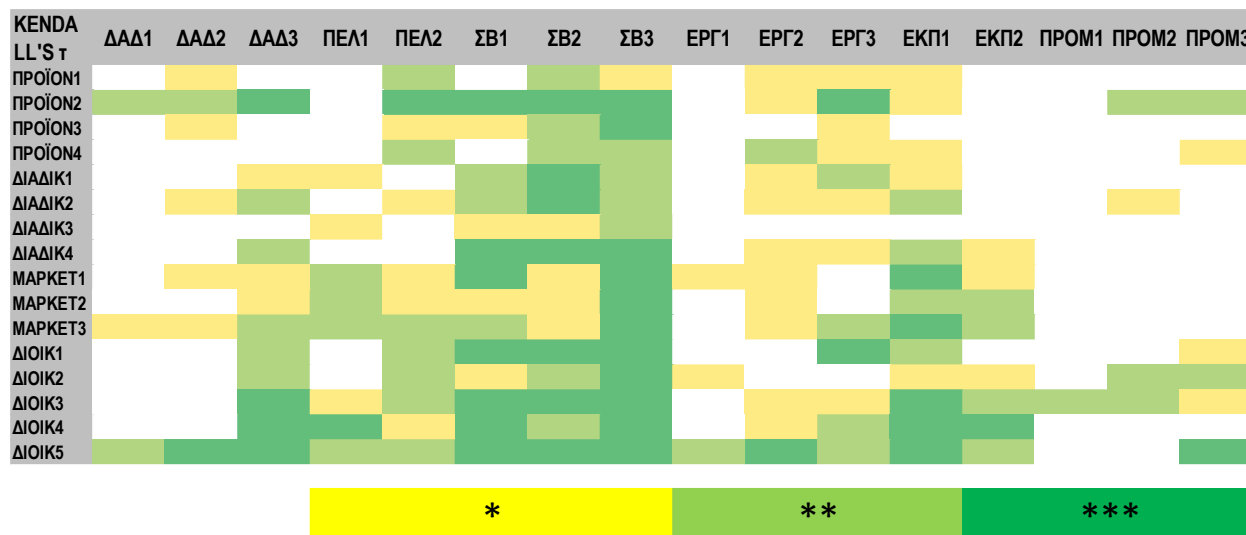 KENDA
LL'S τ
ΔΑΔ1 ΔΑΔ2 ΔΑΔ3 ΠΕΛ1 ΠΕΛ2 ΣΒ1 ΣΒ2 ΣΒ3 ΕΡΓ1 ΕΡΓ2 ΕΡΓ3 ΕΚΠ1 ΕΚΠ2 ΠΡΟΜ1 ΠΡΟΜ2 ΠΡΟΜ3
ΠΡΟΪΟΝ1
ΠΡΟΪΟΝ2
ΠΡΟΪΟΝ3
ΠΡΟΪΟΝ4
ΔΙΑΔΙΚ1
ΔΙΑΔΙΚ2
ΔΙΑΔΙΚ3
ΔΙΑΔΙΚ4
ΜΑΡΚΕΤ1
ΜΑΡΚΕΤ2
ΜΑΡΚΕΤ3
ΔΙΟΙΚ1
ΔΙΟΙΚ2
ΔΙΟΙΚ3
ΔΙΟΙΚ4
ΔΙΟΙΚ5
* ** ***